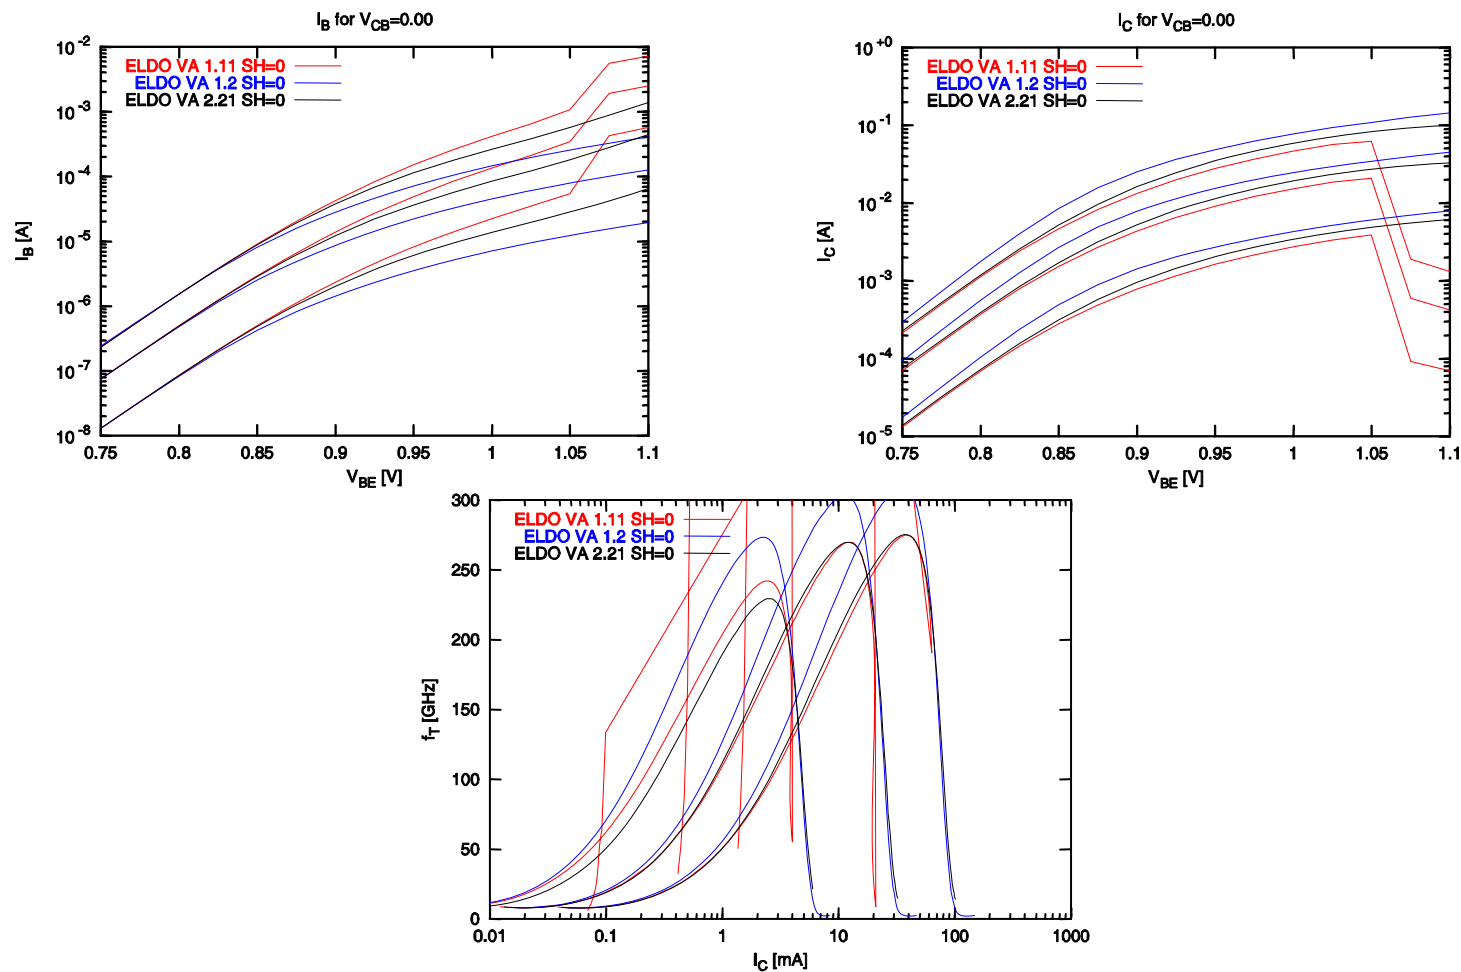 I_B for V_CB=0.00
10^-2
10^-3
10^-4
10^-5
10^-6
10^-7
10^-8
I_B [A]
ELDO VA 1.11 SH=0
ELDO VA 1.2 SH=0
ELDO VA 2.21 SH=0
0.75 0.8 0.85 0.9 0.95 1 1.05 1.1
V_BE [V]
I_C for V_CB=0.00
10^+0
10^-1
10^-2
10^-3
10^-4
10^-5
I_C [A]
ELDO VA 1.11 SH=0
ELDO VA 1.2 SH=0
ELDO VA 2.21 SH=0
0.75 0.8 0.85 0.9 0.95 1 1.05 1.1
V_BE [V]
300
250
200
150
100
50
0
f_T [GHz]
ELDO VA 1.11 SH=0
ELDO VA 1.2 SH=0
ELDO VA 2.21 SH=0
0.01 0.1 1 10 100 1000
I_C [mA]